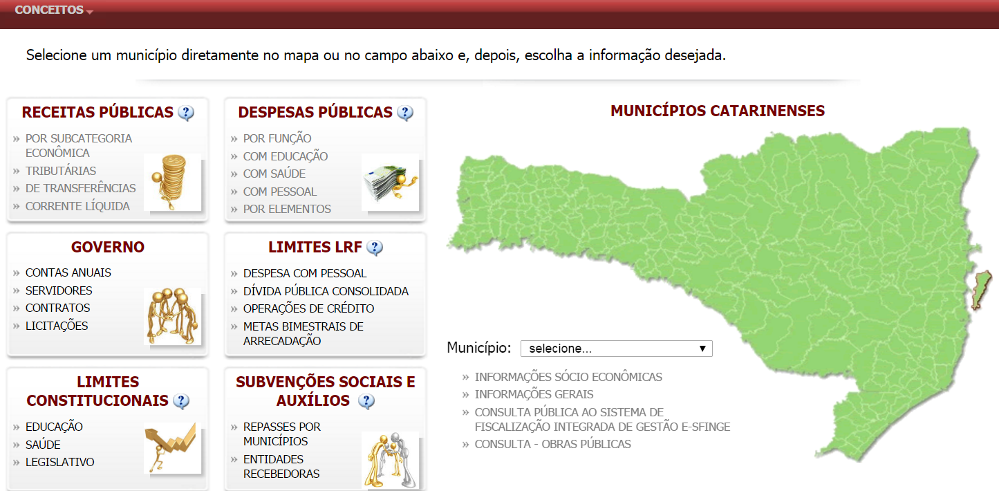 CONCEITOS
Selecione um município diretamente no mapa ou no campo abaixo e, depois, escolha a informação desejada.
RECEITAS PÚBLICAS ?
» POR SUBCATEGORIA
ECONÔMICA
» TRIBUTÁRIAS
» DE TRANSFERÊNCIAS
» CORRENTE LÍQUIDA
DESPESAS PÚBLICAS ?
» POR FUNÇÃO
» COM EDUCAÇÃO
» COM SAÚDE
» COM PESSOAL
» POR ELEMENTOS
GOVERNO
» CONTAS ANUAIS
» SERVIDORES
» CONTRATOS
» LICITAÇÕES
LIMITES LRF ?
» DESPESA COM PESSOAL
» DÍVIDA PÚBLICA CONSOLIDADA
» OPERAÇÕES DE CRÉDITO
» METAS BIMESTRAIS DE
ARRECADAÇÃO
LIMITES
CONSTITUCIONAIS ?
» EDUCAÇÃO
» SAÚDE
» LEGISLATIVO
SUBVENÇÕES SOCIAIS E
AUXÍLIOS ?
» REPASSES POR
MUNICÍPIOS
» ENTIDADES
RECEBEDORAS
MUNICÍPIOS CATARINENSES
Município: selecione...
» INFORMAÇÕES SÓCIO ECONÔMICAS
» INFORMAÇÕES GERAIS
» CONSULTA PÚBLICA AO SISTEMA DE
FISCALIZAÇÃO INTEGRADA DE GESTÃO E-SFINGE
» CONSULTA - OBRAS PÚBLICAS